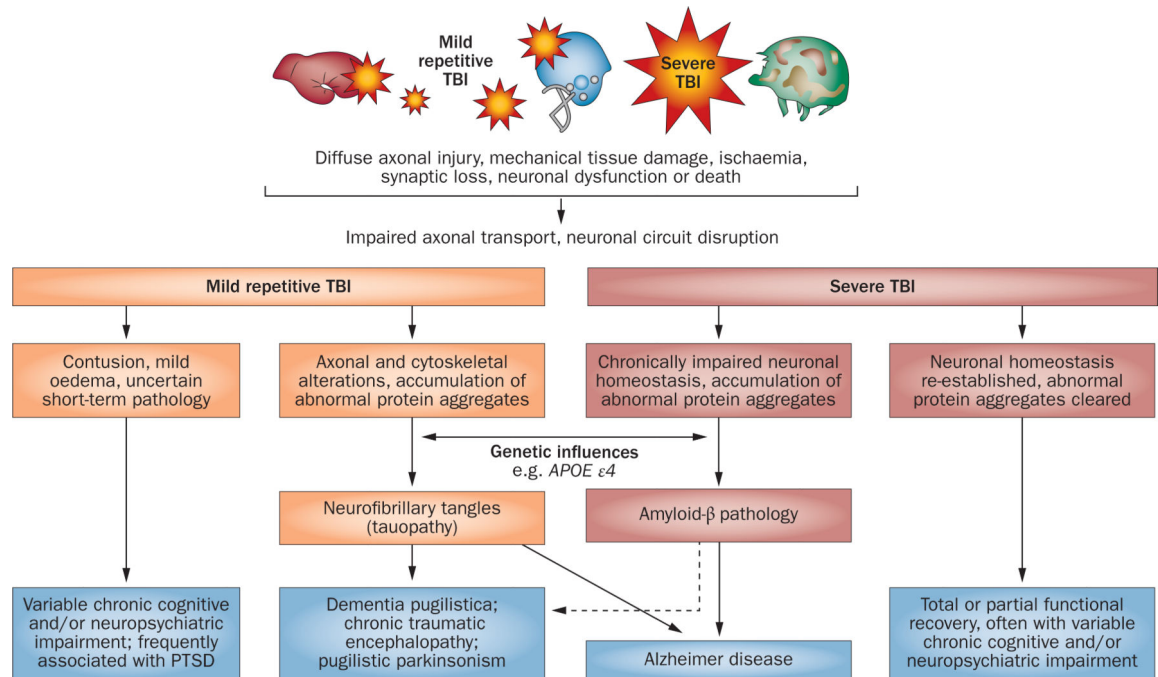 Mild
repetitive
TBI
Severe
TBI
Diffuse axonal injury, mechanical tissue damage, ischaemia,
synaptic loss, neuronal dysfunction or death
Impaired axonal transport, neuronal circuit disruption
Mild repetitive TBI
Severe TBI
Contusion, mild
oedema, uncertain
short-term pathology
Axonal and cytoskeletal
alterations, accumulation of
abnormal protein aggregates
Chronically impaired neuronal
homeostasis, accumulation of
abnormal protein aggregates
Neuronal homeostasis
re-established, abnormal
protein aggregates cleared
Genetic influences
e.g. APOE ε4
Neurofibrillary tangles
(tauopathy)
Amyloid-β pathology
Variable chronic cognitive
and/or neuropsychiatric
impairment; frequently
associated with PTSD
Dementia pugilistica;
chronic traumatic
encephalopathy;
pugilistic parkinsonism
Alzheimer disease
Total or partial functional
recovery, often with variable
chronic cognitive and/or
neuropsychiatric impairment